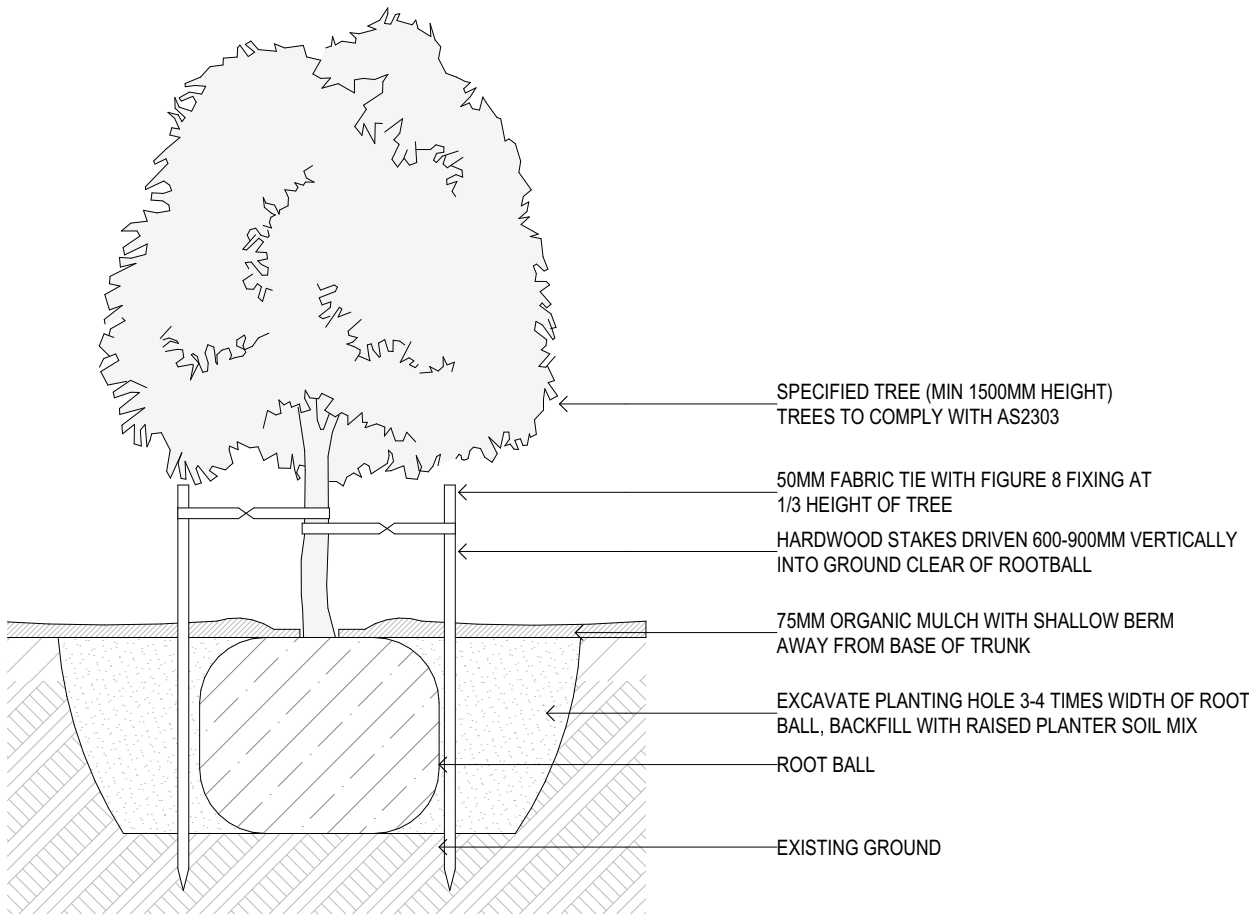 SPECIFIED TREE (MIN 1500MM HEIGHT)
TREES TO COMPLY WITH AS2303
50MM FABRIC TIE WITH FIGURE 8 FIXING AT
1/3 HEIGHT OF TREE
HARDWOOD STAKES DRIVEN 600-900MM VERTICALLY
INTO GROUND CLEAR OF ROOTBALL
75MM ORGANIC MULCH WITH SHALLOW BERM
AWAY FROM BASE OF TRUNK
EXCAVATE PLANTING HOLE 3-4 TIMES WIDTH OF ROOT
BALL, BACKFILL WITH RAISED PLANTER SOIL MIX
ROOT BALL
EXISTING GROUND